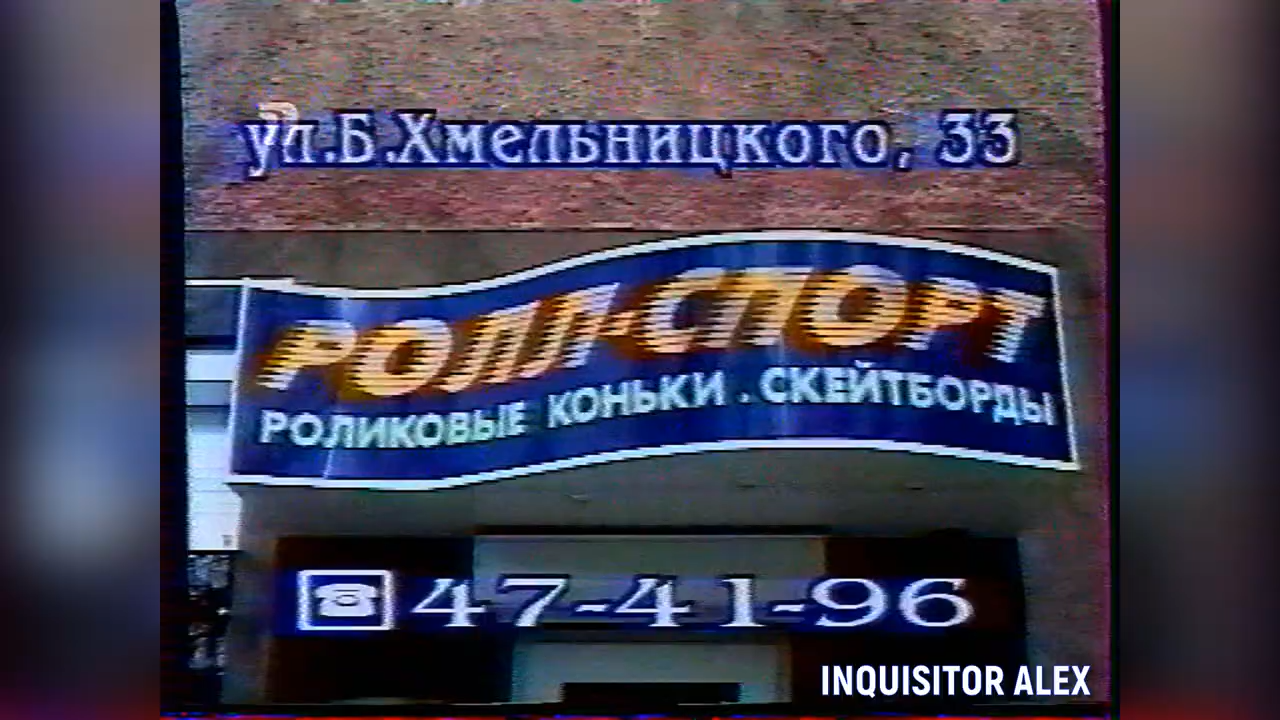 ул.Б.Хмельницкого, 33
РОЛЛ-СПОРТ
РОЛИКОВЫЕ КОНЬКИ . СКЕЙТБОРДЫ
☎ 47-41-96
INQUISITOR ALEX